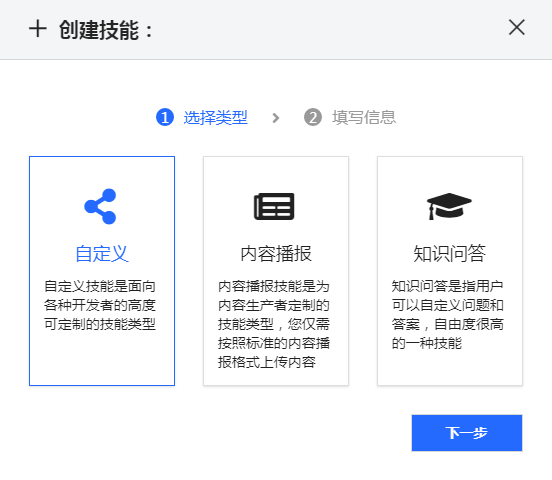 创建技能：
1 选择类型
2 填写信息
自定义
自定义技能是面向
各种开发者的高度
可定制的技能类型
内容播报
内容播报技能是为
内容生产者定制的
技能类型，您仅需
按照标准的内容播
报格式上传内容
知识问答
知识问答是指用户
可以自定义问题和
答案，自由度很高
的一种技能
下一步